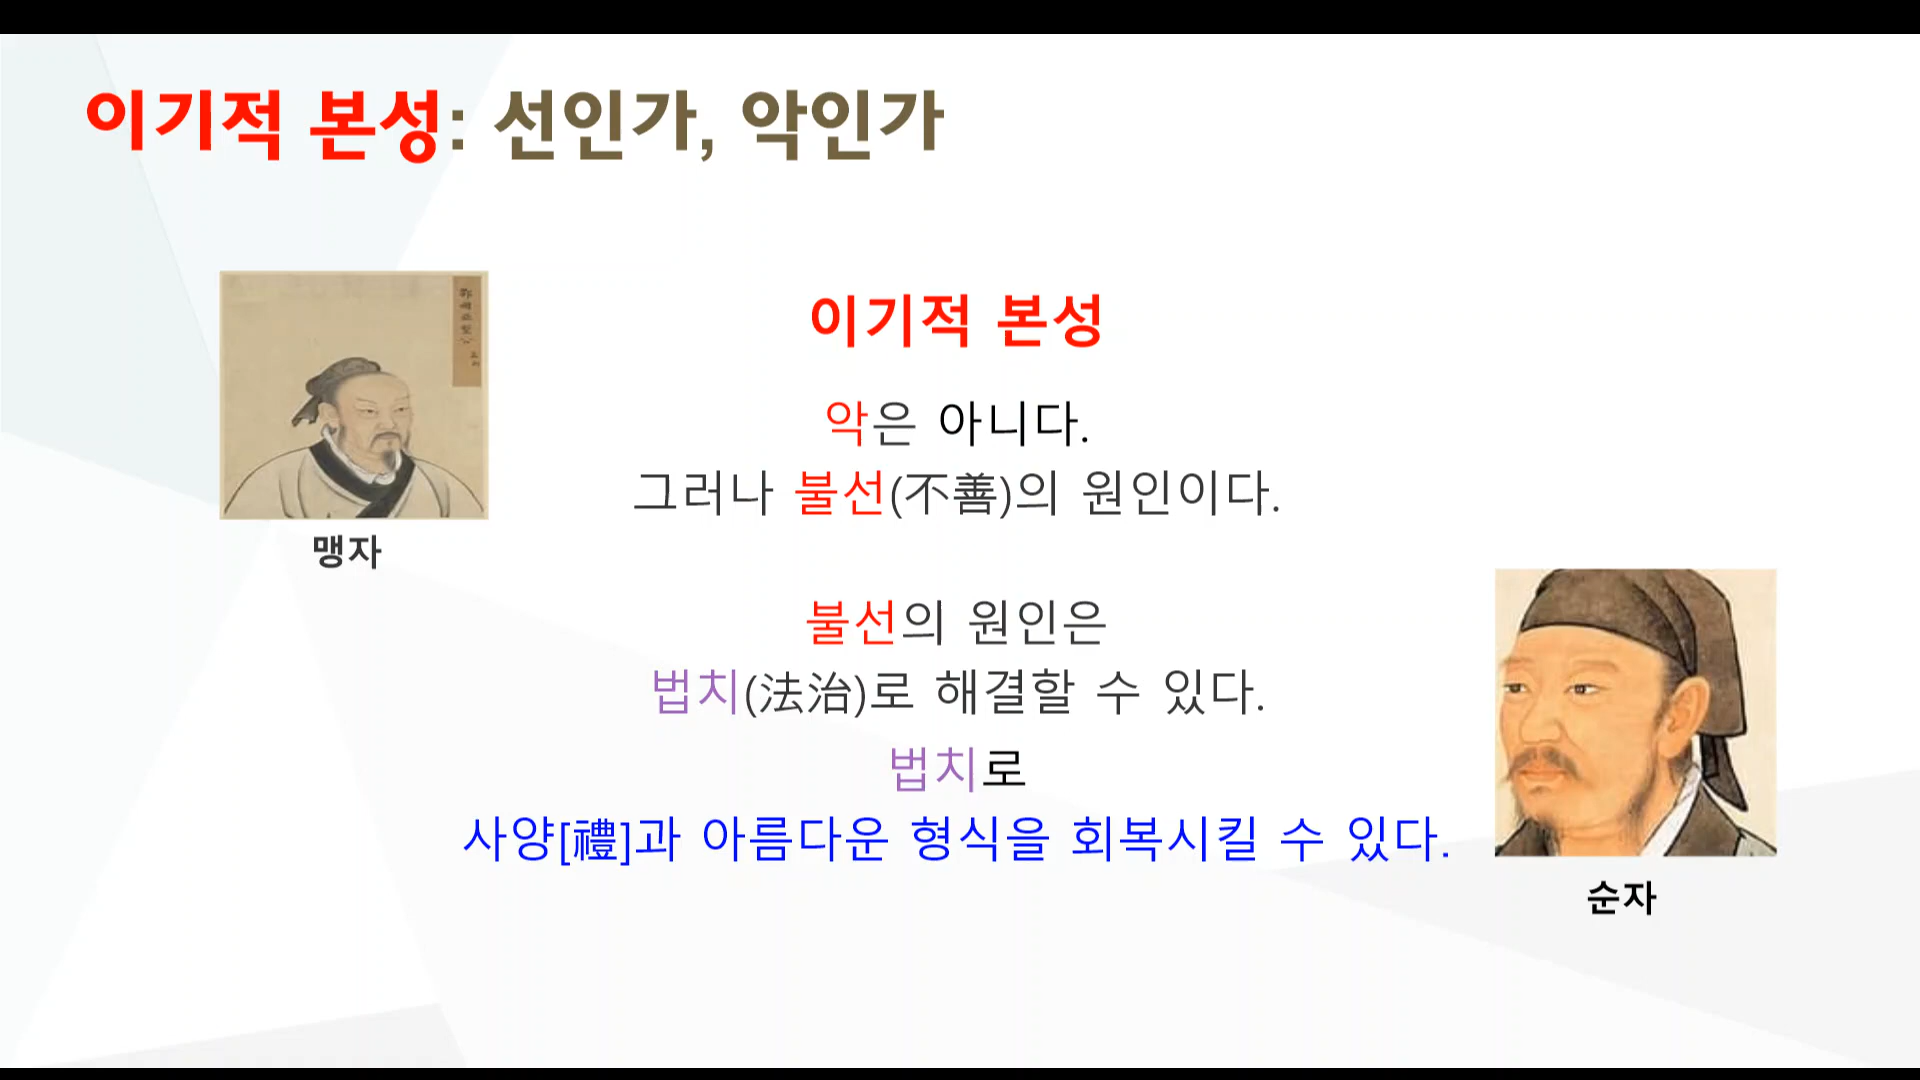 이기적 본성: 선인가, 악인가
이기적 본성
악은 아니다.
그러나 불선(不善)의 원인이다.
맹자
불선의 원인은
법치(法治)로 해결할 수 있다.
법치로
사양[禮]과 아름다운 형식을 회복시킬 수 있다.
순자